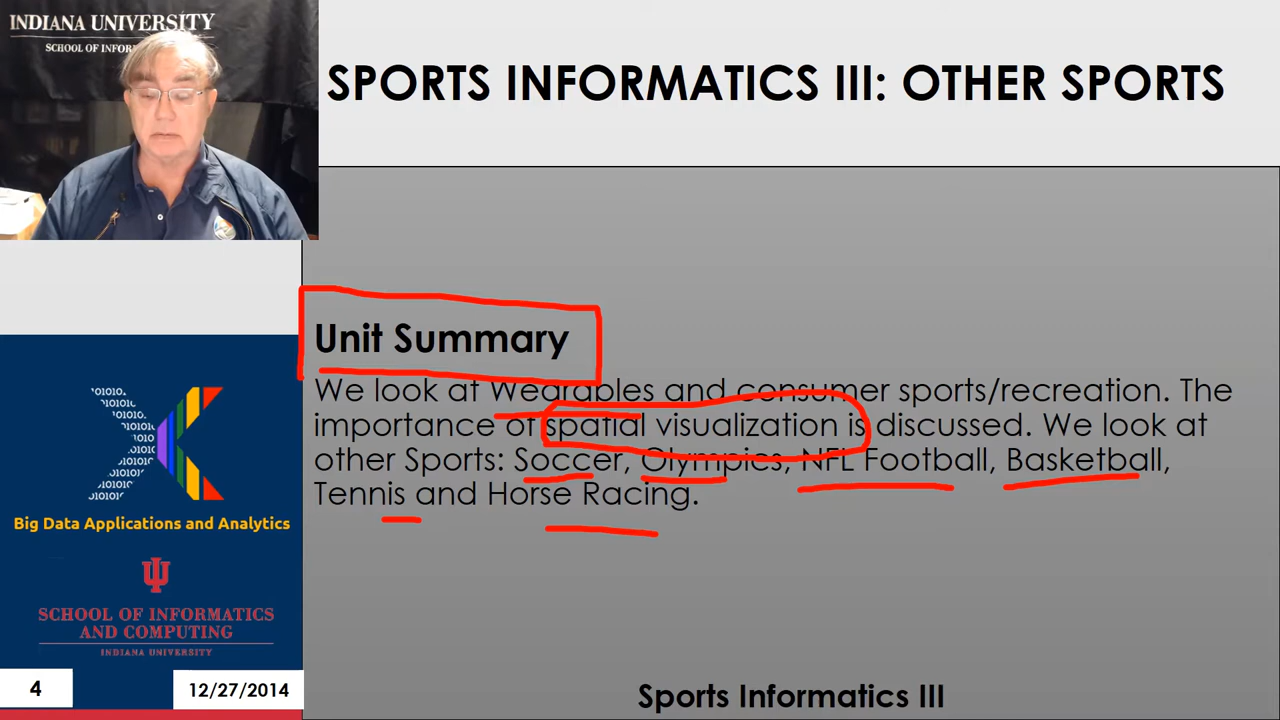 INDIANA UNIVERSITY
SCHOOL OF INFOR
SPORTS INFORMATICS III: OTHER SPORTS
Unit Summary
We look at Wearables and consumer sports/recreation. The
importance of spatial visualization is discussed. We look at
other Sports: Soccer, Olympics, NFL Football, Basketball,
Tennis and Horse Racing.
Big Data Applications and Analytics
SCHOOL OF INFORMATICS
AND COMPUTING
INDIANA UNIVERSITY
4
12/27/2014
Sports Informatics III